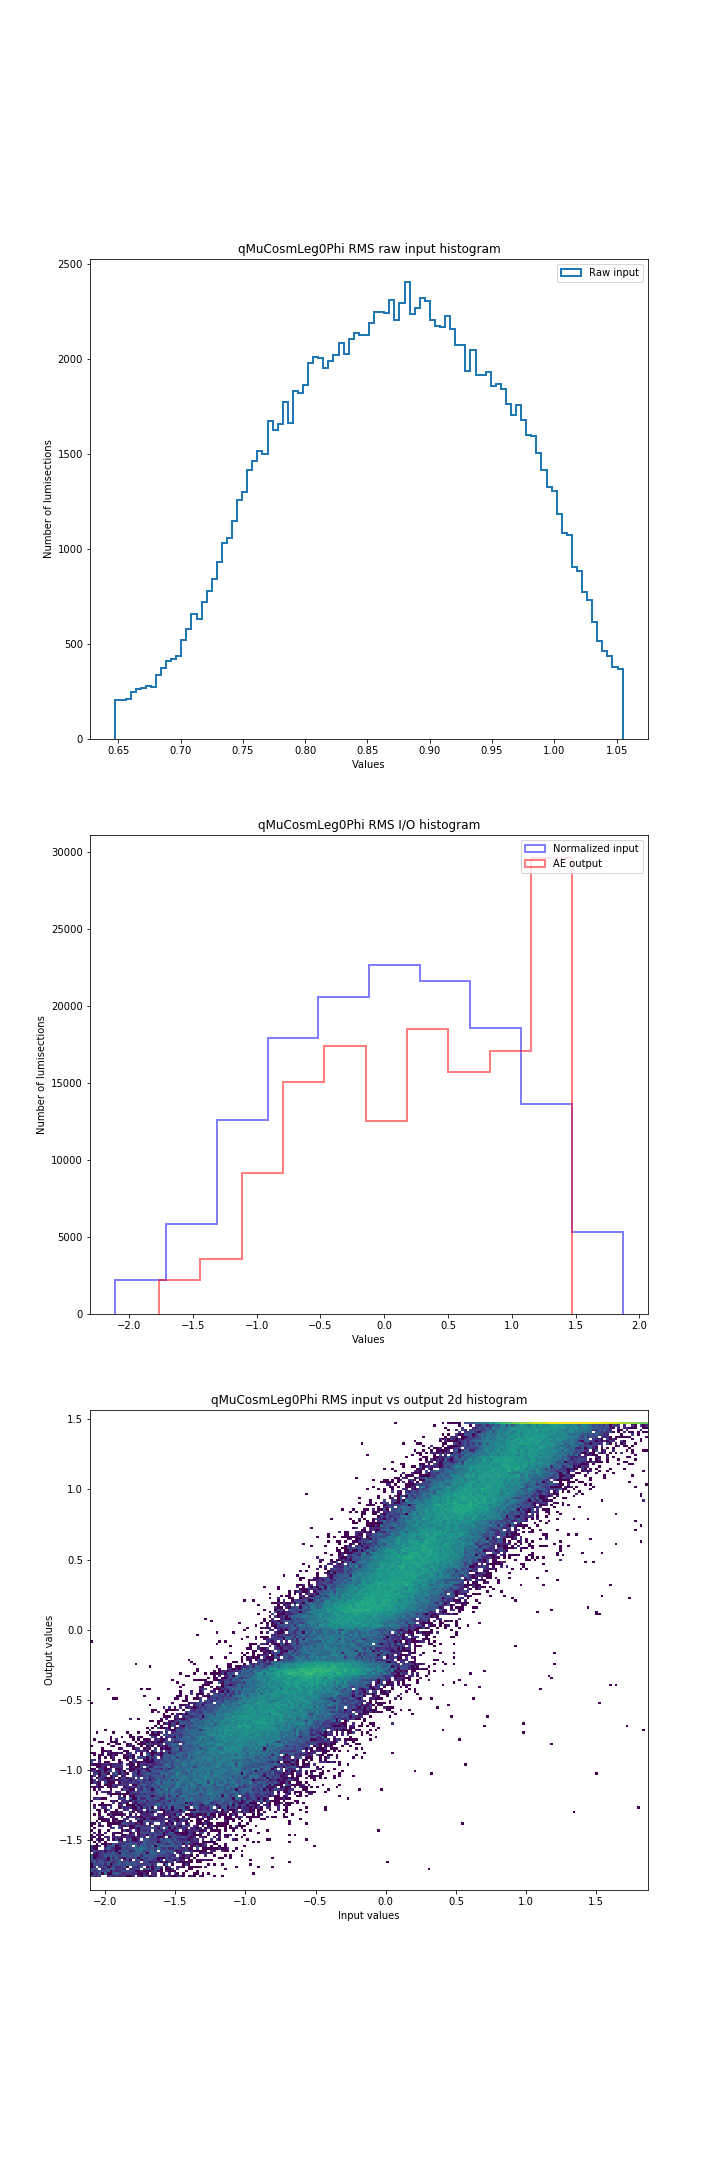 qMuCosmLeg0Phi RMS raw input histogram
2500
2000
1500
1000
500
0
Number of lumisections
Raw input
0.65 0.70 0.75 0.80 0.85 0.90 0.95 1.00 1.05
Values
qMuCosmLeg0Phi RMS I/O histogram
30000
25000
20000
15000
10000
5000
0
Number of lumisections
Normalized input
AE output
−2.0 −1.5 −1.0 −0.5 0.0 0.5 1.0 1.5 2.0
Values
qMuCosmLeg0Phi RMS input vs output 2d histogram
1.5
1.0
0.5
0.0
−0.5
−1.0
−1.5
Output values
−2.0 −1.5 −1.0 −0.5 0.0 0.5 1.0 1.5
Input values